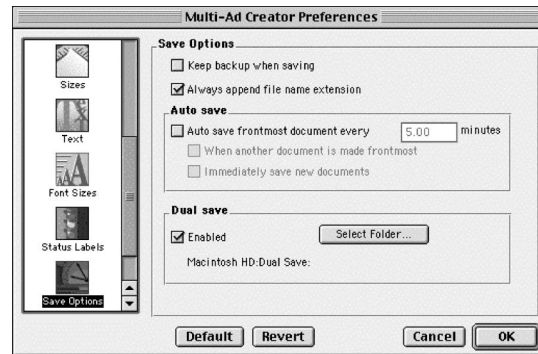 Multi-Ad Creator Preferences
Sizes
Text
Font Sizes
Status Labels
Save Options
Save Options
Keep backup when saving
Always append file name extension
Auto save
Auto save frontmost document every 5.00 minutes
When another document is made frontmost
Immediately save new documents
Dual save
Enabled
Select Folder...
Macintosh HD:Dual Save:
Default Revert Cancel OK